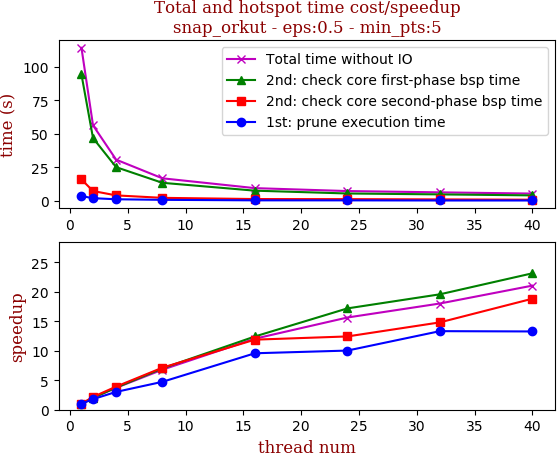 Total and hotspot time cost/speedup
snap_orkut - eps:0.5 - min_pts:5
time (s)
100
75
50
25
0
Total time without IO
2nd: check core first-phase bsp time
2nd: check core second-phase bsp time
1st: prune execution time
0 5 10 15 20 25 30 35 40
speedup
25
20
15
10
5
0
0 5 10 15 20 25 30 35 40
thread num